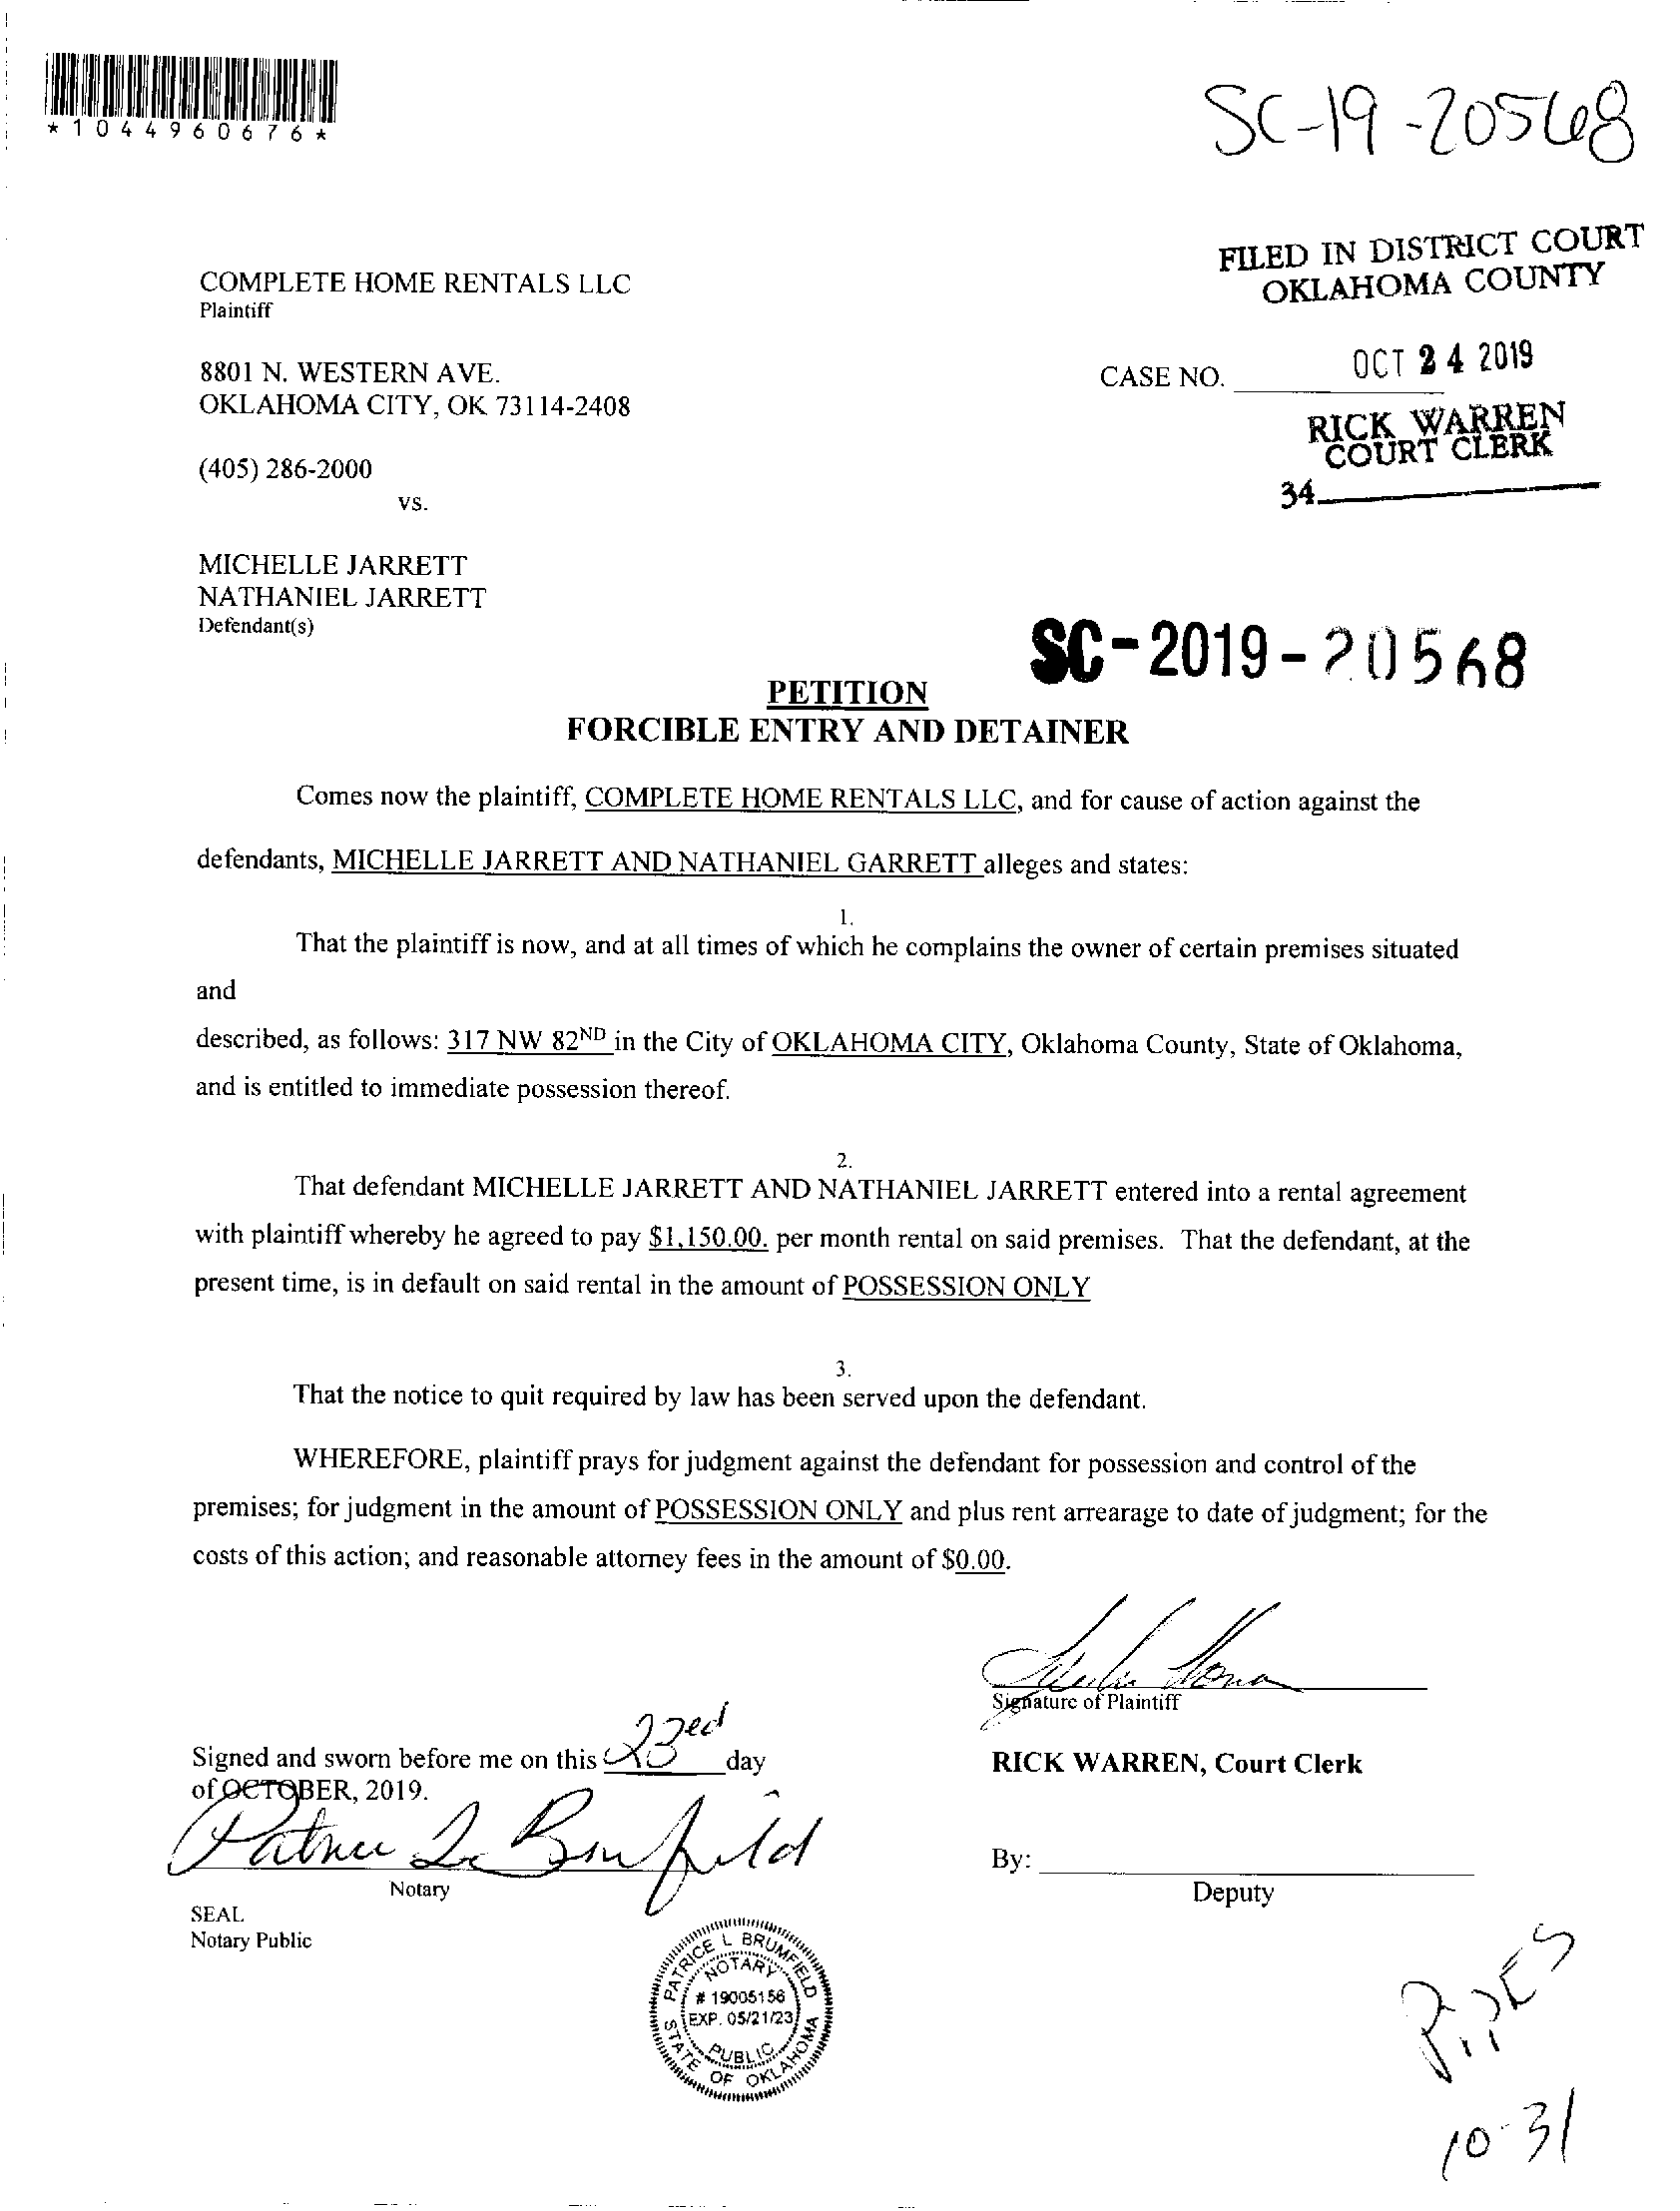 *1044960676*
SC-19-20568
FILED IN DISTRICT COURT
OKLAHOMA COUNTY
COMPLETE HOME RENTALS LLC
Plaintiff
8801 N. WESTERN AVE.
OKLAHOMA CITY, OK 73114-2408
CASE NO.
OCT 24 2019
RICK WARREN
COURT CLERK
34
(405) 286-2000
vs.
MICHELLE JARRETT
NATHANIEL JARRETT
Defendant(s)
SC-2019-20568
PETITION
FORCIBLE ENTRY AND DETAINER
Comes now the plaintiff, COMPLETE HOME RENTALS LLC, and for cause of action against the
defendants, MICHELLE JARRETT AND NATHANIEL GARRETT alleges and states:
1.
That the plaintiff is now, and at all times of which he complains the owner of certain premises situated
and
described, as follows: 317 NW 82ND in the City of OKLAHOMA CITY, Oklahoma County, State of Oklahoma,
and is entitled to immediate possession thereof.
2.
That defendant MICHELLE JARRETT AND NATHANIEL JARRETT entered into a rental agreement
with plaintiff whereby he agreed to pay $1,150.00. per month rental on said premises. That the defendant, at the
present time, is in default on said rental in the amount of POSSESSION ONLY
3.
That the notice to quit required by law has been served upon the defendant.
WHEREFORE, plaintiff prays for judgment against the defendant for possession and control of the
premises; for judgment in the amount of POSSESSION ONLY and plus rent arrearage to date of judgment; for the
costs of this action; and reasonable attorney fees in the amount of $0.00.
Signature of Plaintiff
Signed and sworn before me on this 23ed day
of OCTOBER, 2019.
RICK WARREN, Court Clerk
Patrice L Brumfield
Notary
By:
Deputy
SEAL
Notary Public
PATRICE L BRUMFIELD
NOTARY
# 19005156
EXP. 05/21/23
PUBLIC
STATE OF OKLAHOMA
10-31